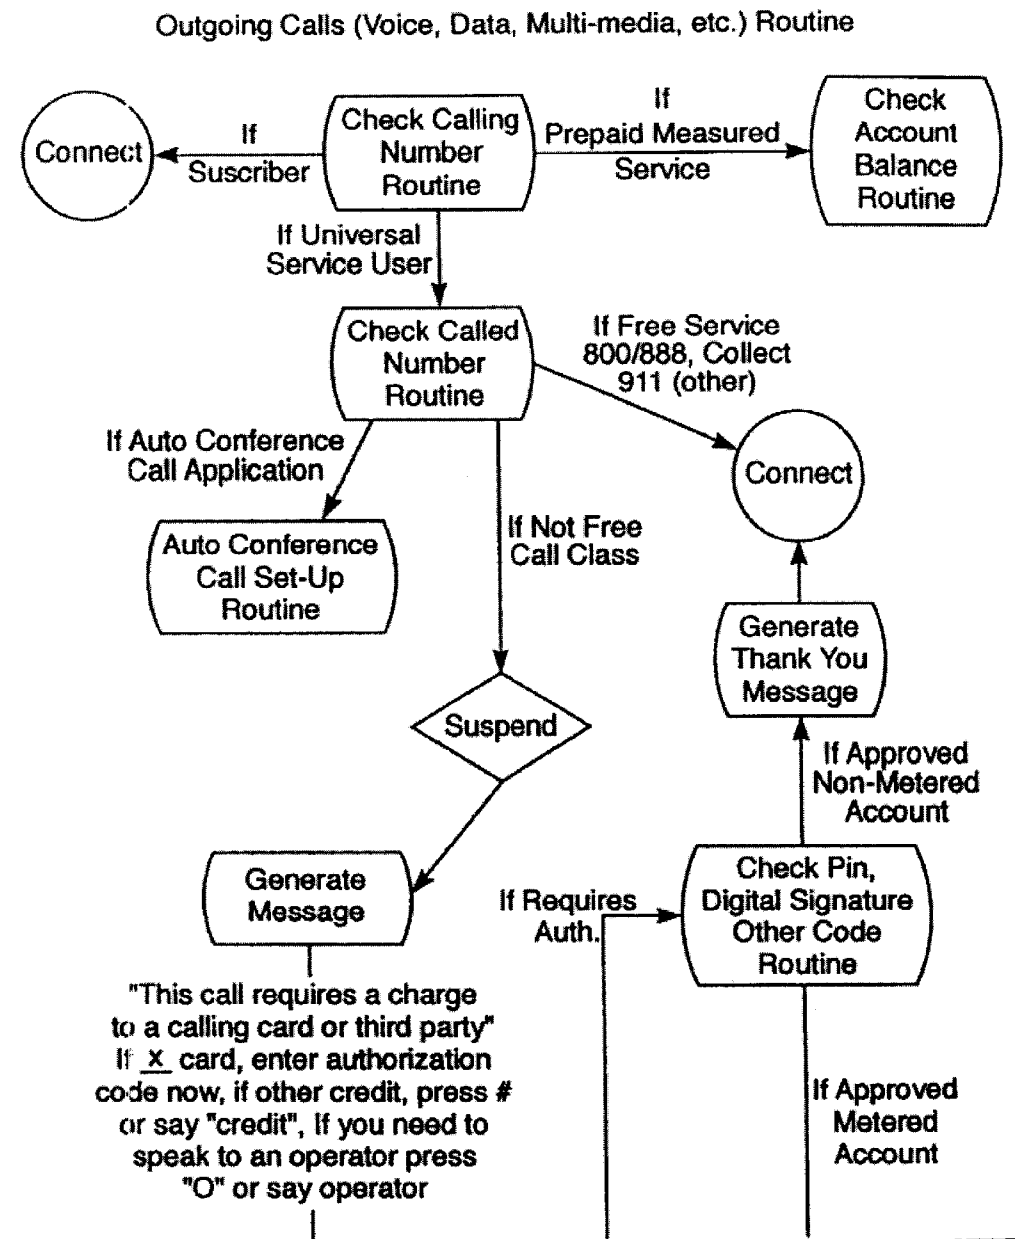 Outgoing Calls (Voice, Data, Multi-media, etc.) Routine
Connect
If
Suscriber
Check Calling
Number
Routine
If
Prepaid Measured
Service
Check
Account
Balance
Routine
If Universal
Service User
Check Called
Number
Routine
If Free Service
800/888, Collect
911 (other)
Connect
If Auto Conference
Call Application
Auto Conference
Call Set-Up
Routine
If Not Free
Call Class
Suspend
Generate
Thank You
Message
If Approved
Non-Metered
Account
Generate
Message
If Requires
Auth.
Check Pin,
Digital Signature
Other Code
Routine
"This call requires a charge
to a calling card or third party"
If x card, enter authorization
code now, if other credit, press #
or say "credit", If you need to
speak to an operator press
"O" or say operator
If Approved
Metered
Account